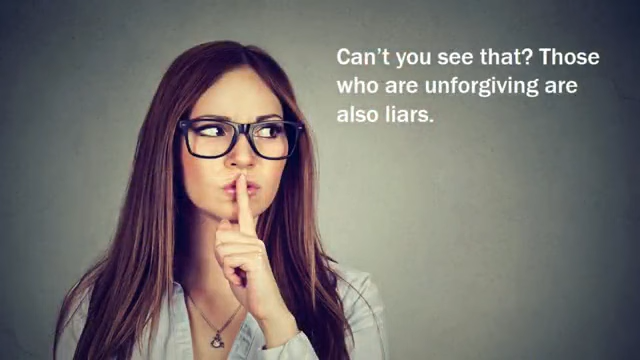 Can’t you see that? Those
who are unforgiving are
also liars.